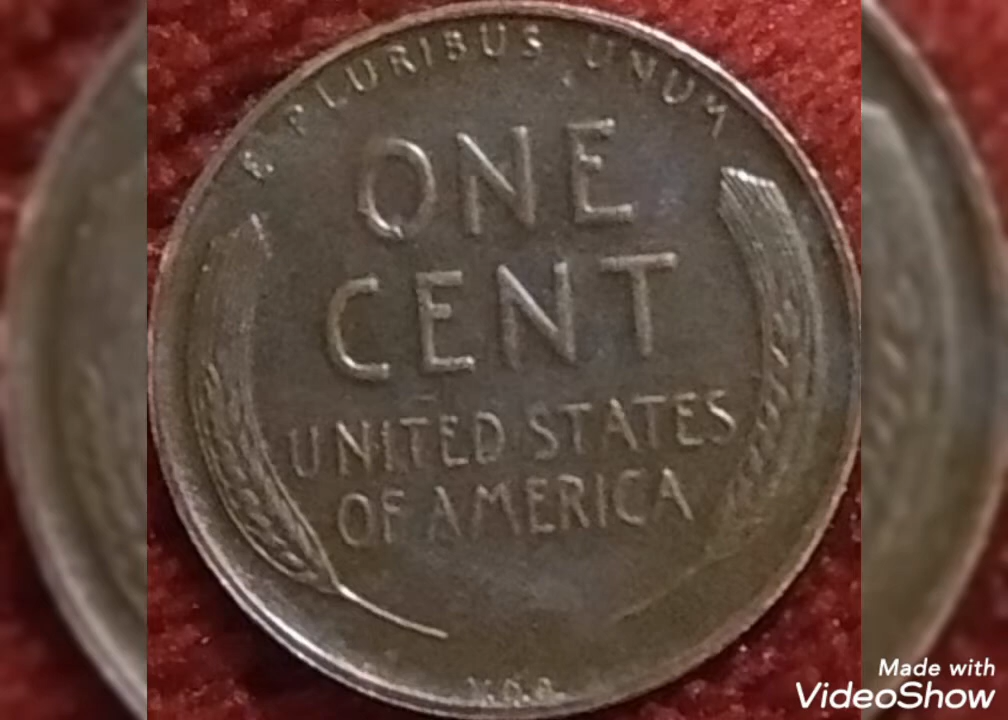 E PLURIBUS UNUM
ONE
CENT
UNITED STATES
OF AMERICA
V.D.B.
Made with
VideoShow